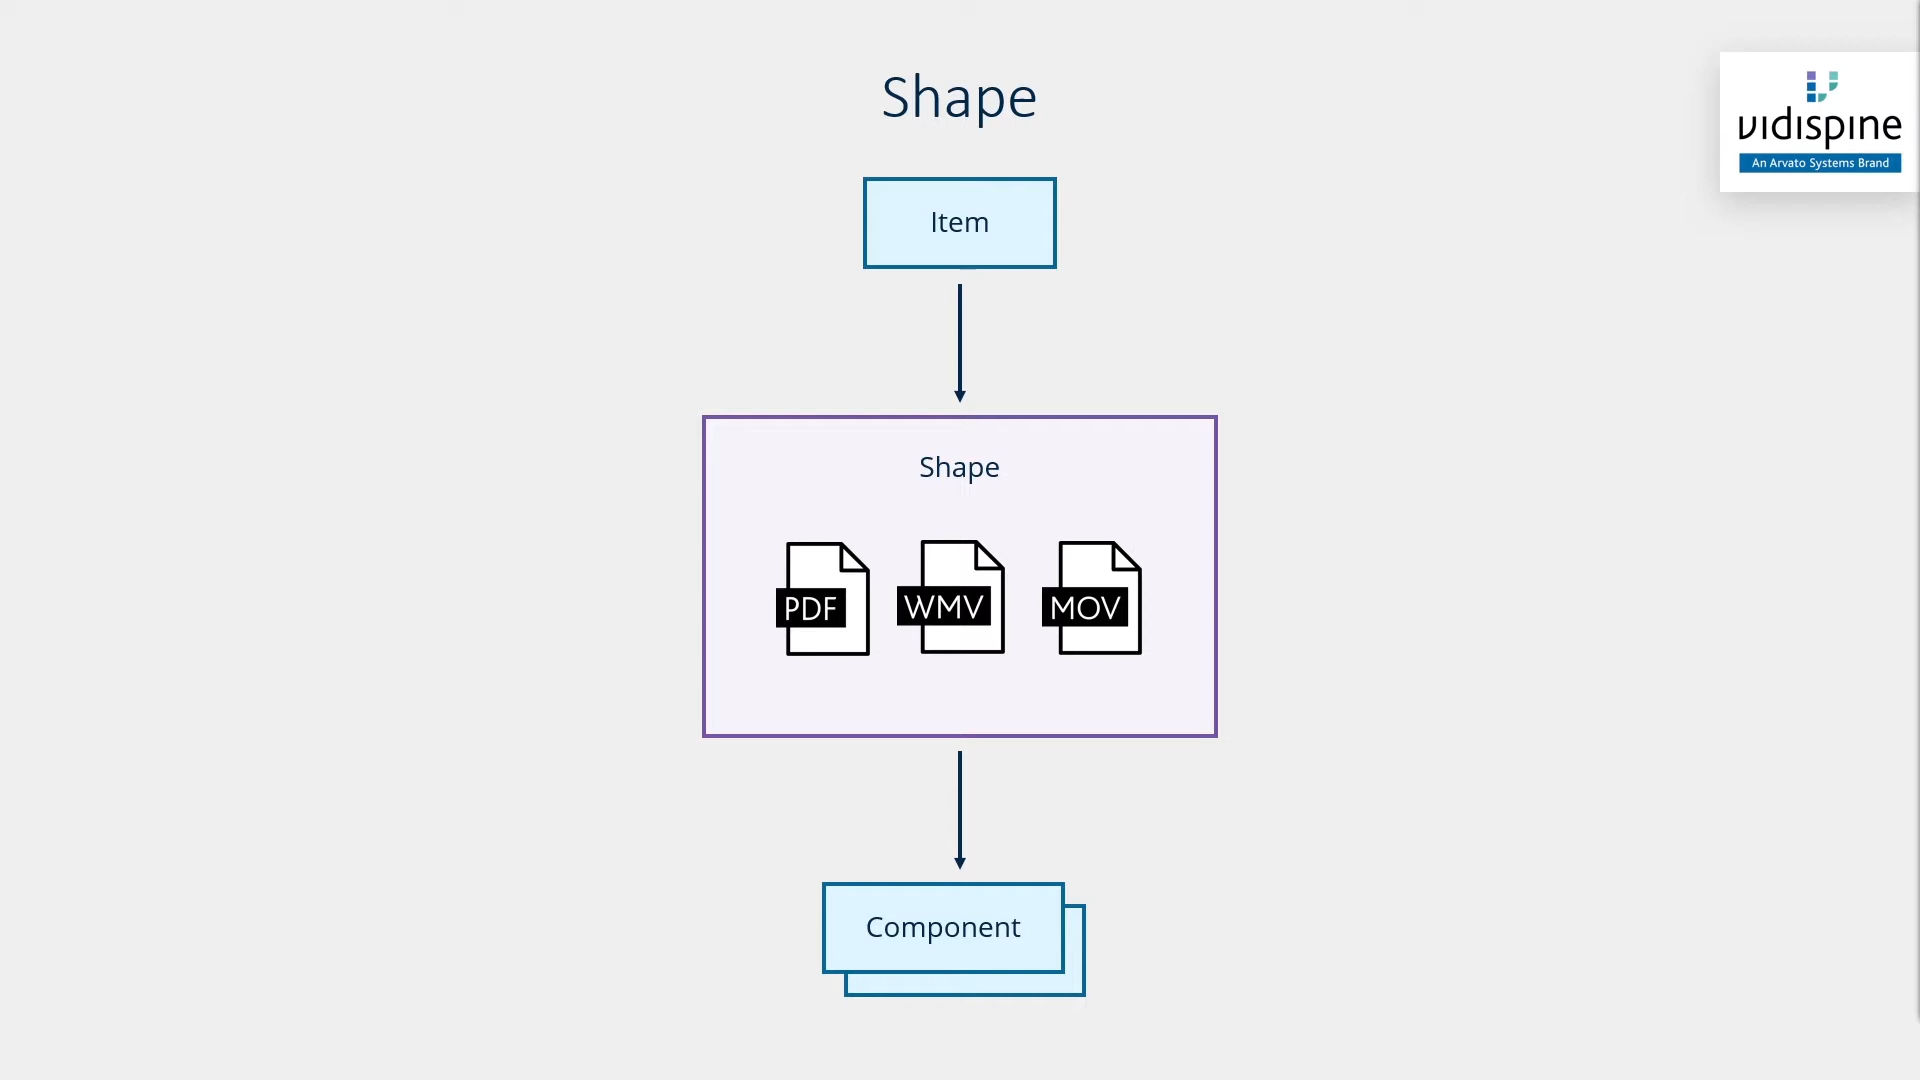 Shape
vidispine
An Arvato Systems Brand
Item
Shape
PDF WMV MOV
Component